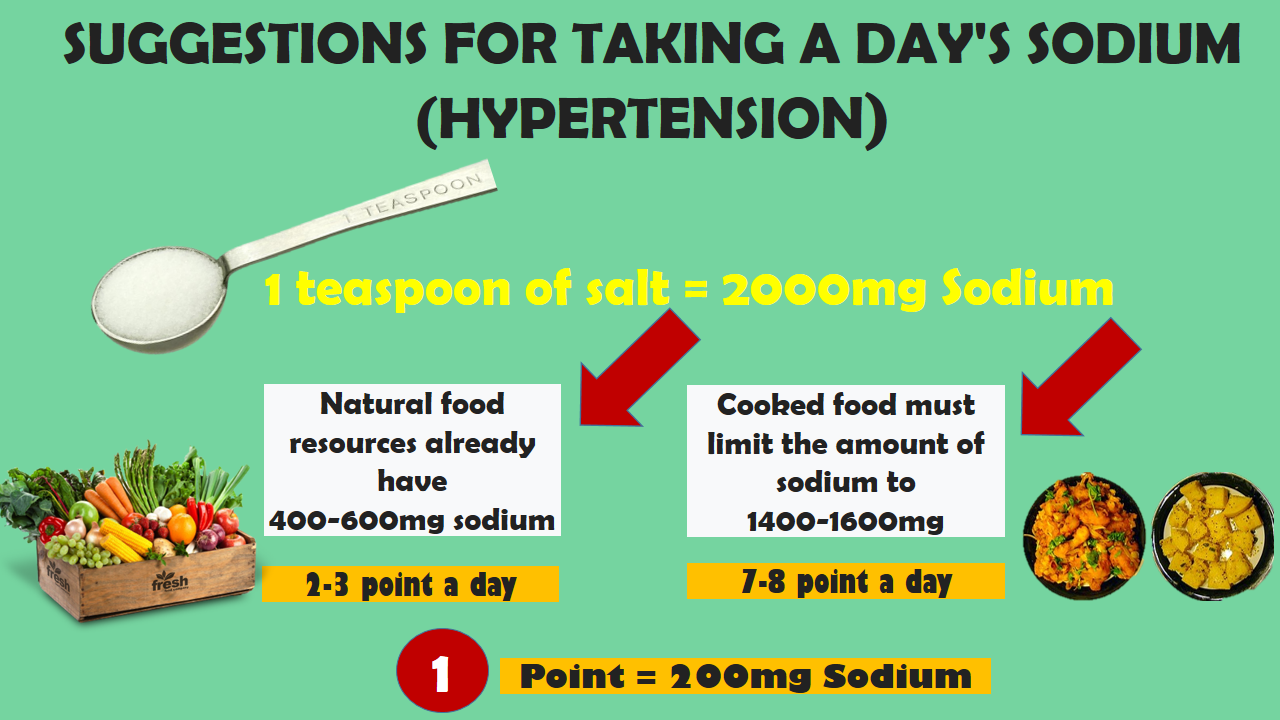 SUGGESTIONS FOR TAKING A DAY'S SODIUM
(HYPERTENSION)
1 TEASPOON
1 teaspoon of salt = 2000mg Sodium
Natural food
resources already
have
400-600mg sodium
2-3 point a day
Cooked food must
limit the amount of
sodium to
1400-1600mg
7-8 point a day
fresh
fresh
1
Point = 200mg Sodium